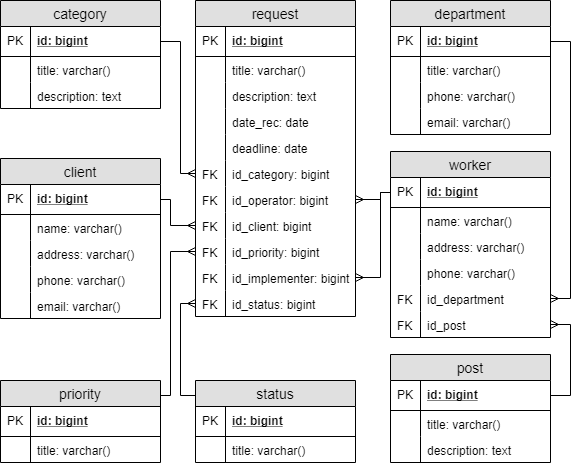 category
PK id: bigint
title: varchar()
description: text
client
PK id: bigint
name: varchar()
address: varchar()
phone: varchar()
email: varchar()
priority
PK id: bigint
title: varchar()
request
PK id: bigint
title: varchar()
description: text
date_rec: date
deadline: date
FK id_category: bigint
FK id_operator: bigint
FK id_client: bigint
FK id_priority: bigint
FK id_implementer: bigint
FK id_status: bigint
status
PK id: bigint
title: varchar()
department
PK id: bigint
title: varchar()
phone: varchar()
email: varchar()
worker
PK id: bigint
name: varchar()
address: varchar()
phone: varchar()
FK id_department
FK id_post
post
PK id: bigint
title: varchar()
description: text